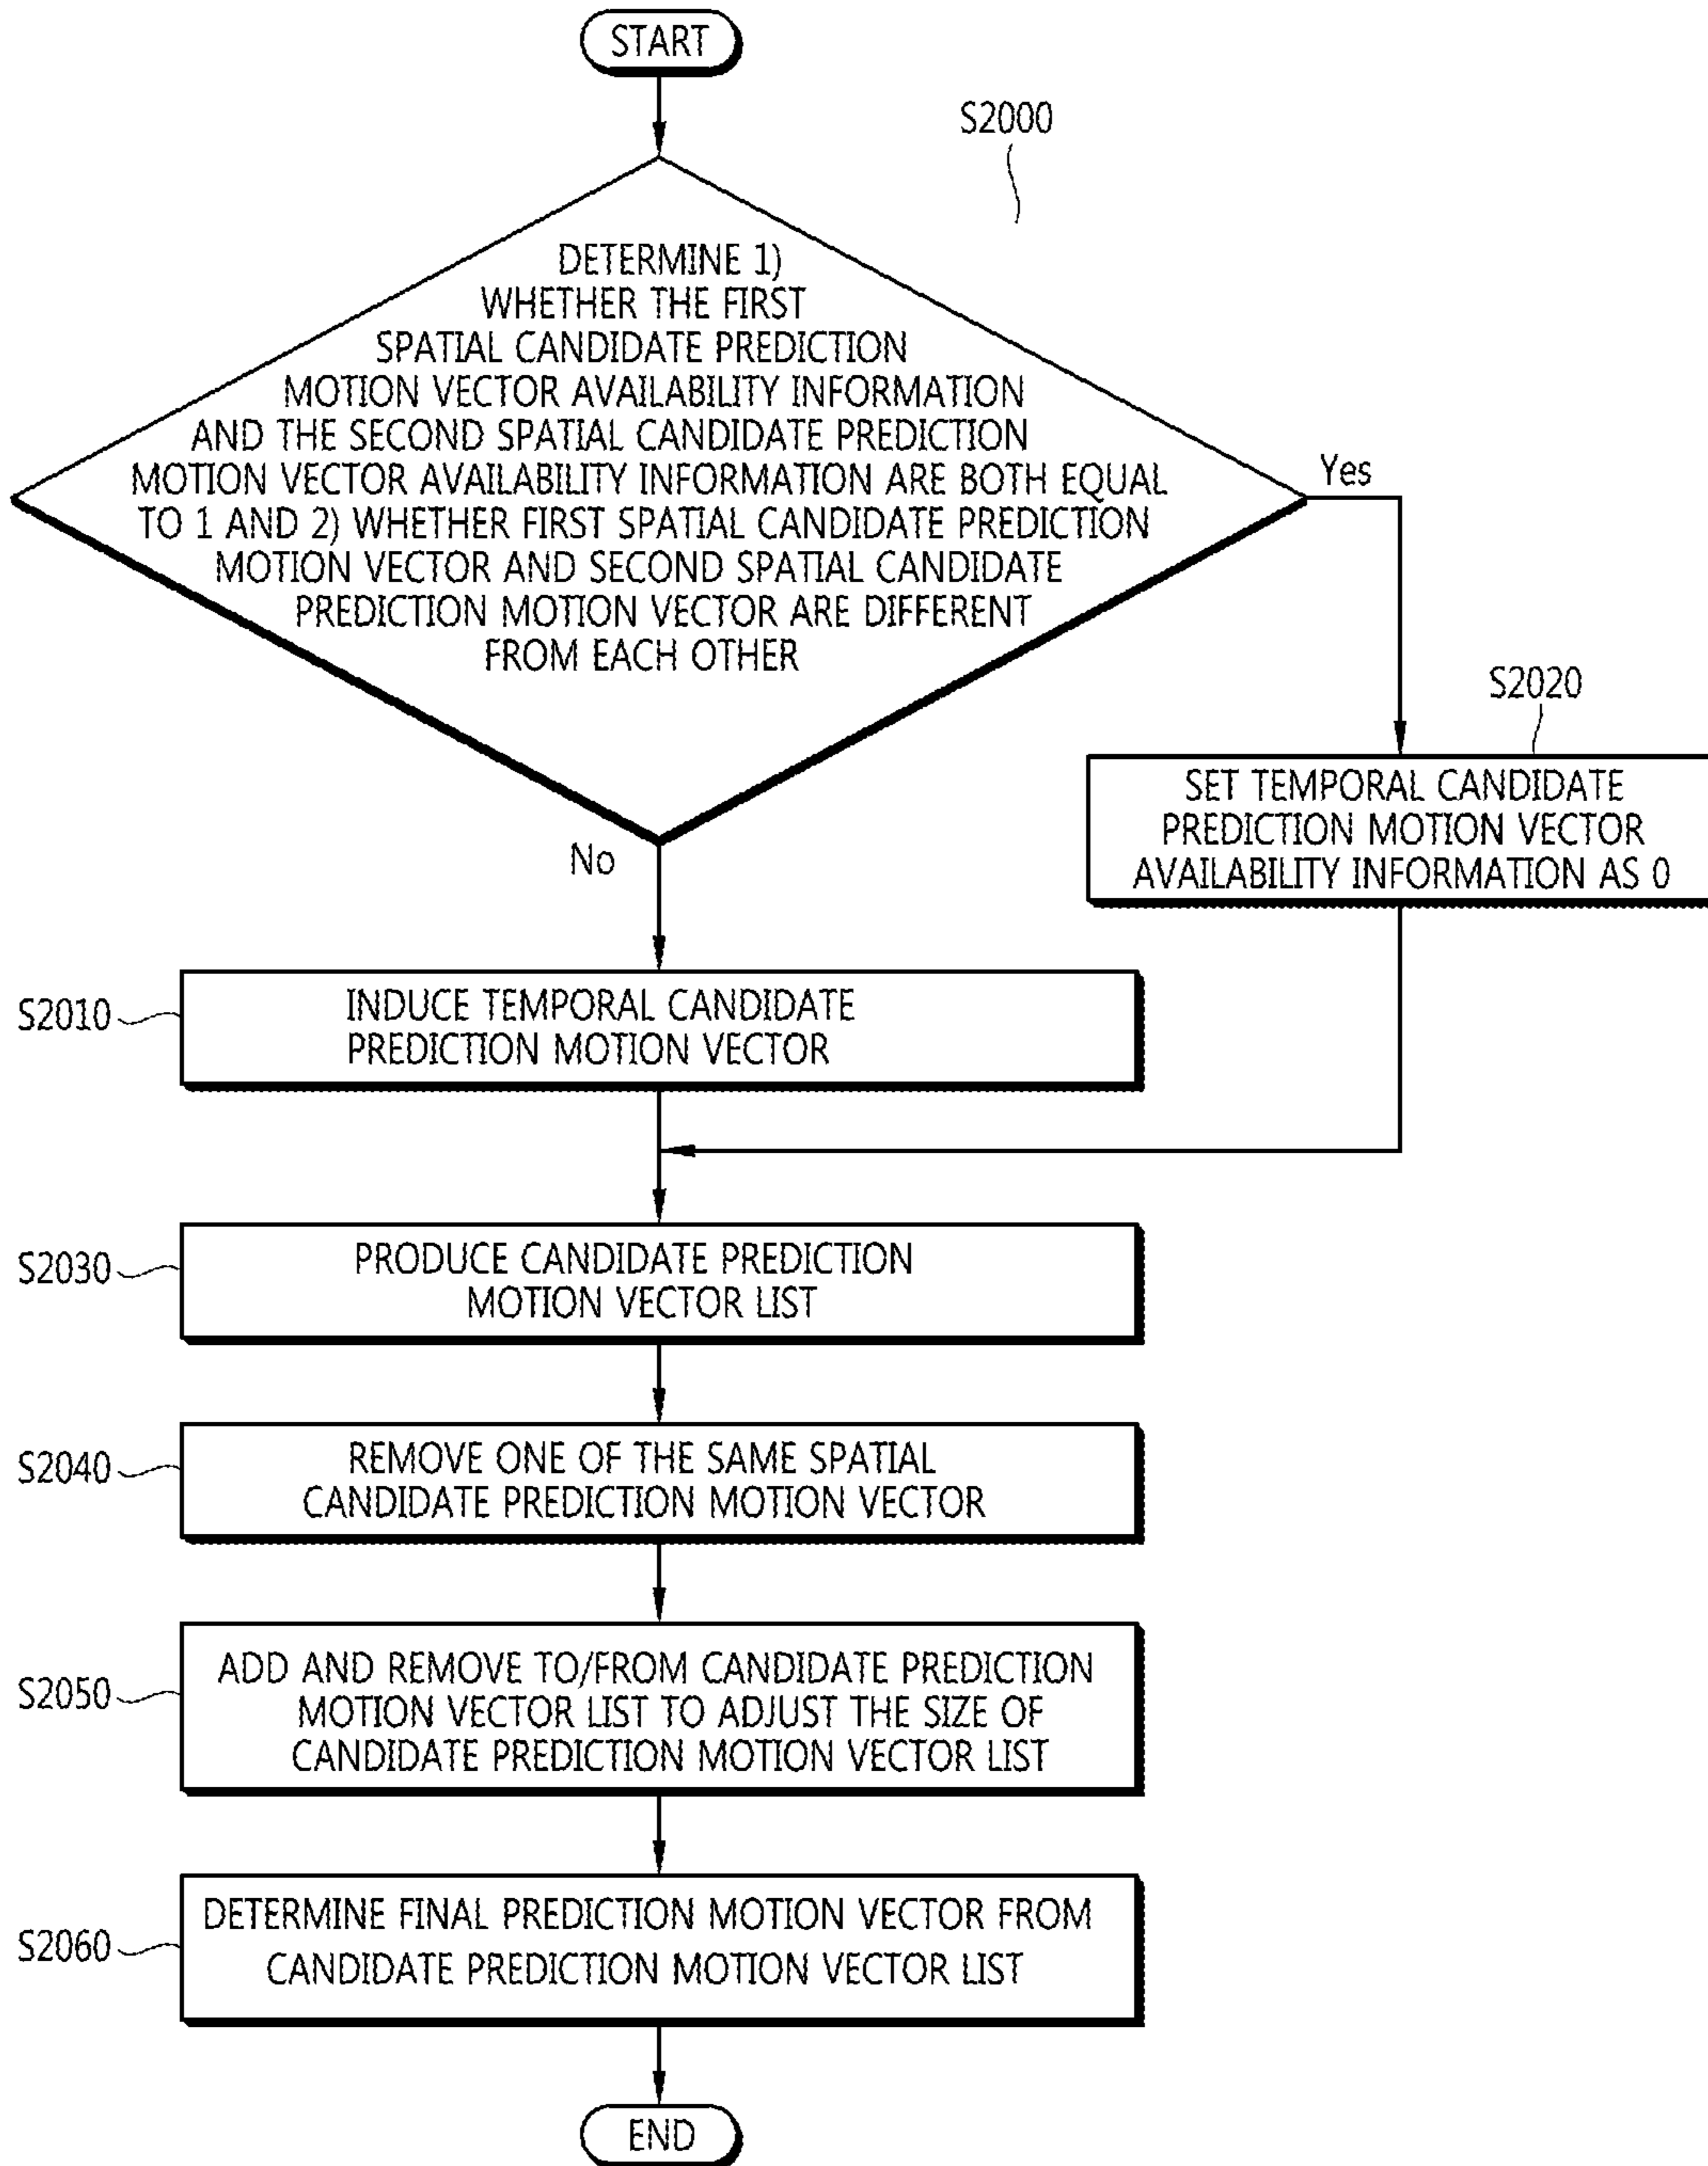 START
S2000
DETERMINE 1)
WHETHER THE FIRST
SPATIAL CANDIDATE PREDICTION
MOTION VECTOR AVAILABILITY INFORMATION
AND THE SECOND SPATIAL CANDIDATE PREDICTION
MOTION VECTOR AVAILABILITY INFORMATION ARE BOTH EQUAL
TO 1 AND 2) WHETHER FIRST SPATIAL CANDIDATE PREDICTION
MOTION VECTOR AND SECOND SPATIAL CANDIDATE
PREDICTION MOTION VECTOR ARE DIFFERENT
FROM EACH OTHER
Yes
S2020
SET TEMPORAL CANDIDATE
PREDICTION MOTION VECTOR
AVAILABILITY INFORMATION AS 0
No
S2010
INDUCE TEMPORAL CANDIDATE
PREDICTION MOTION VECTOR
S2030
PRODUCE CANDIDATE PREDICTION
MOTION VECTOR LIST
S2040
REMOVE ONE OF THE SAME SPATIAL
CANDIDATE PREDICTION MOTION VECTOR
S2050
ADD AND REMOVE TO/FROM CANDIDATE PREDICTION
MOTION VECTOR LIST TO ADJUST THE SIZE OF
CANDIDATE PREDICTION MOTION VECTOR LIST
S2060
DETERMINE FINAL PREDICTION MOTION VECTOR FROM
CANDIDATE PREDICTION MOTION VECTOR LIST
END